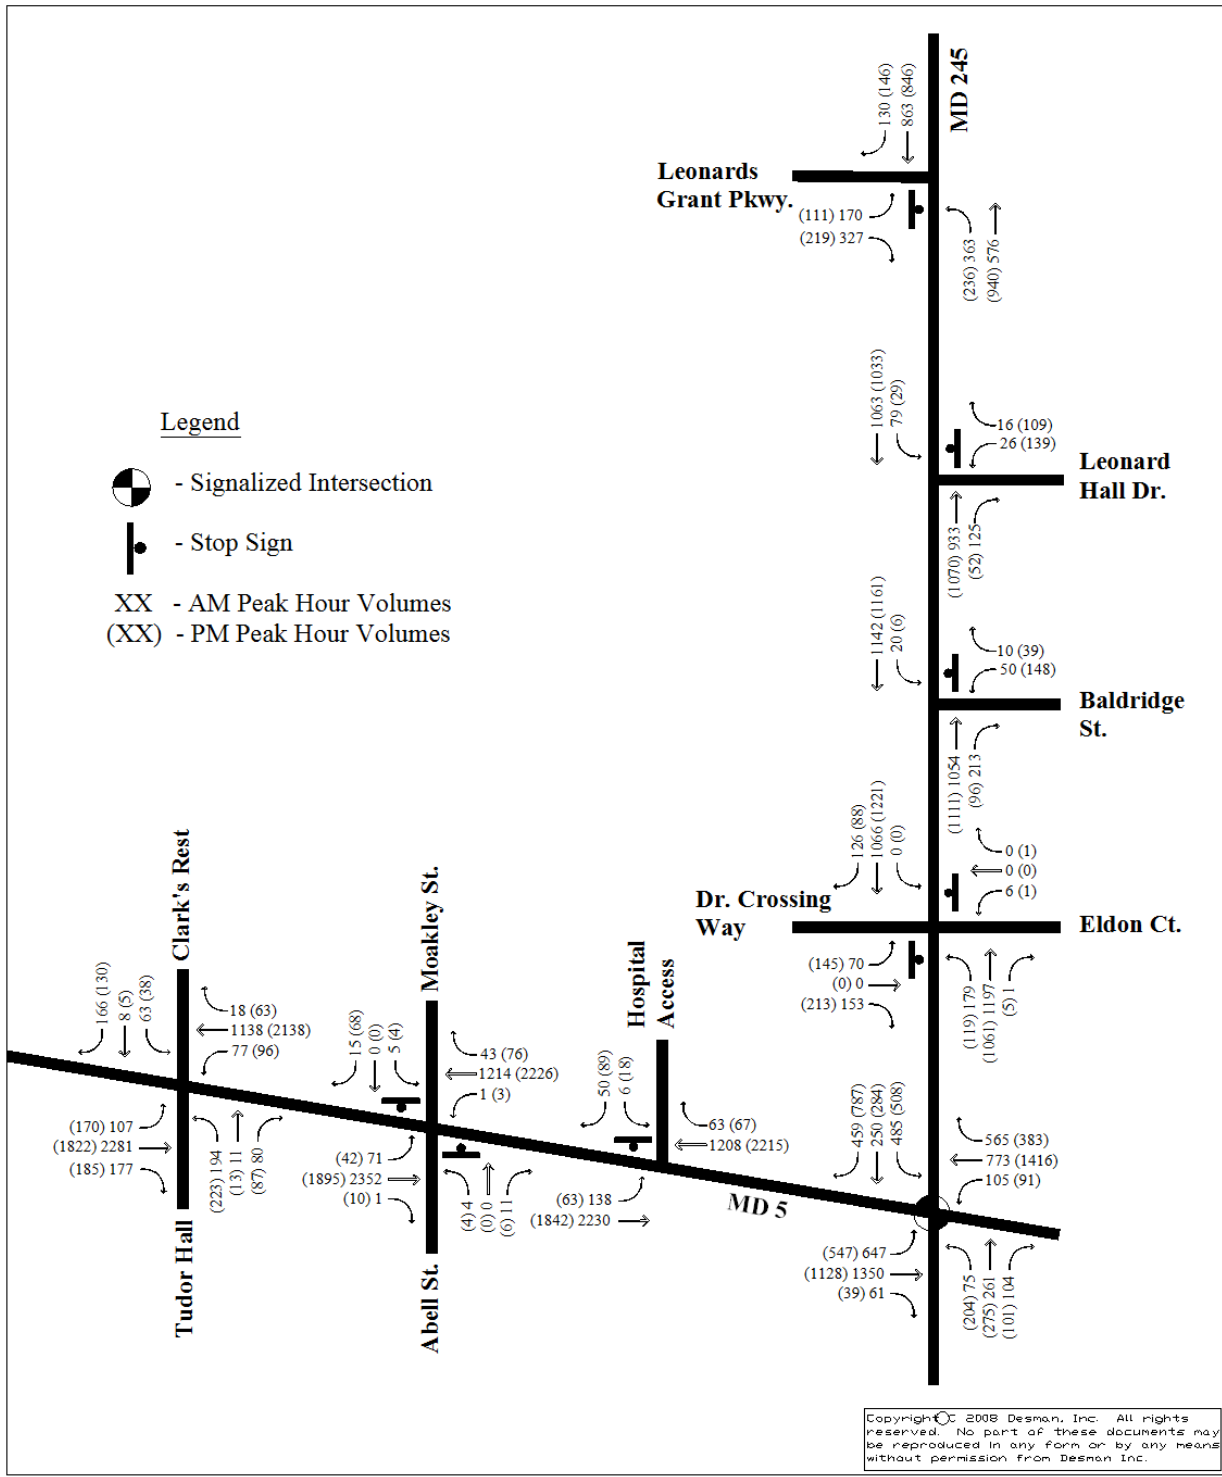 MD 245
130 (146)
863 (846)
Leonards
Grant Pkwy.
(111) 170
(219) 327
(236) 363
(940) 576
1063 (1033)
79 (29)
16 (109)
26 (139)
Leonard
Hall Dr.
(1070) 933
(52) 125
Legend
- Signalized Intersection
- Stop Sign
XX - AM Peak Hour Volumes
(XX) - PM Peak Hour Volumes
1142 (1161)
20 (6)
10 (39)
50 (148)
Baldridge
St.
(1111) 1054
(96) 213
126 (88)
1066 (1221)
0 (0)
0 (1)
0 (0)
6 (1)
Dr. Crossing
Way
Eldon Ct.
(145) 70
(0) 0
(213) 153
(119) 179
(1061) 1197
(5) 1
Clark's Rest
166 (130)
8 (5)
63 (38)
18 (63)
1138 (2138)
77 (96)
(170) 107
(1822) 2281
(185) 177
(223) 194
(13) 11
(87) 80
Tudor Hall
Moakley St.
15 (68)
0 (0)
5 (4)
43 (76)
1214 (2226)
1 (3)
(42) 71
(1895) 2352
(10) 1
(4) 4
(0) 0
(6) 11
Abell St.
Hospital
Access
50 (89)
6 (18)
63 (67)
1208 (2215)
(63) 138
(1842) 2230
MD 5
459 (787)
250 (284)
485 (508)
565 (383)
773 (1416)
105 (91)
(547) 647
(1128) 1350
(39) 61
(204) 75
(275) 261
(101) 104
Copyright C 2008 Desman, Inc. All rights
reserved. No part of these documents may
be reproduced in any form or by any means
without permission from Desman Inc.